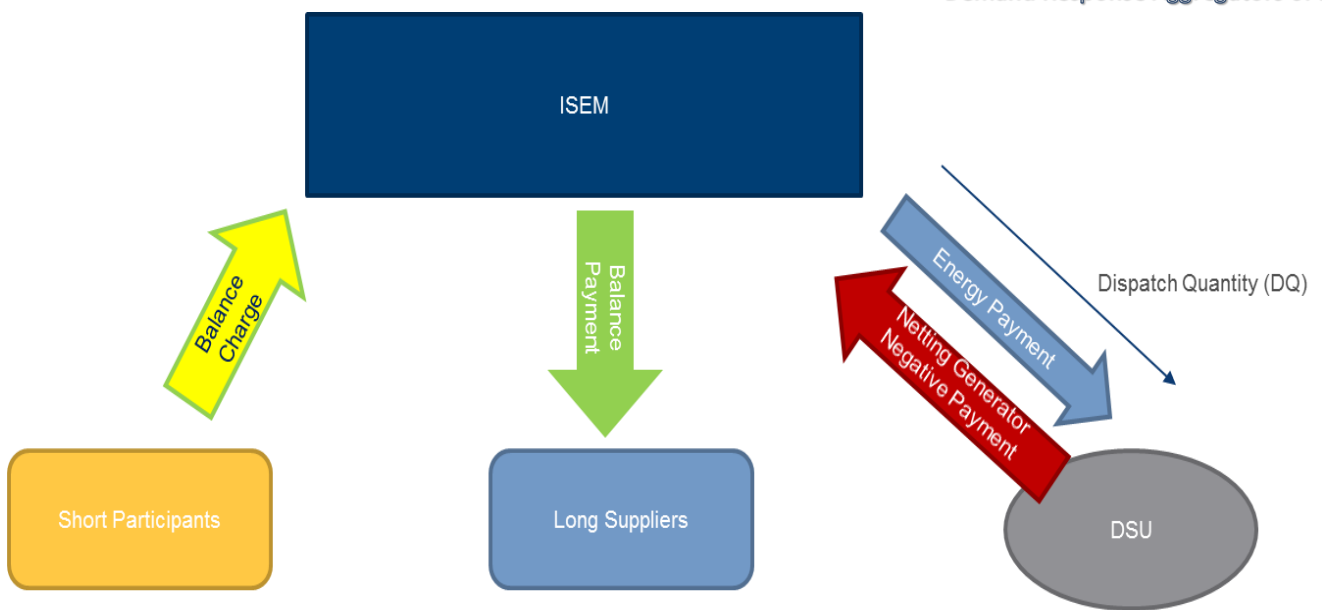 ISEM
Balance
Charge
Balance
Payment
Energy Payment
Netting Generator
Negative Payment
Dispatch Quantity (DQ)
Short Participants
Long Suppliers
DSU